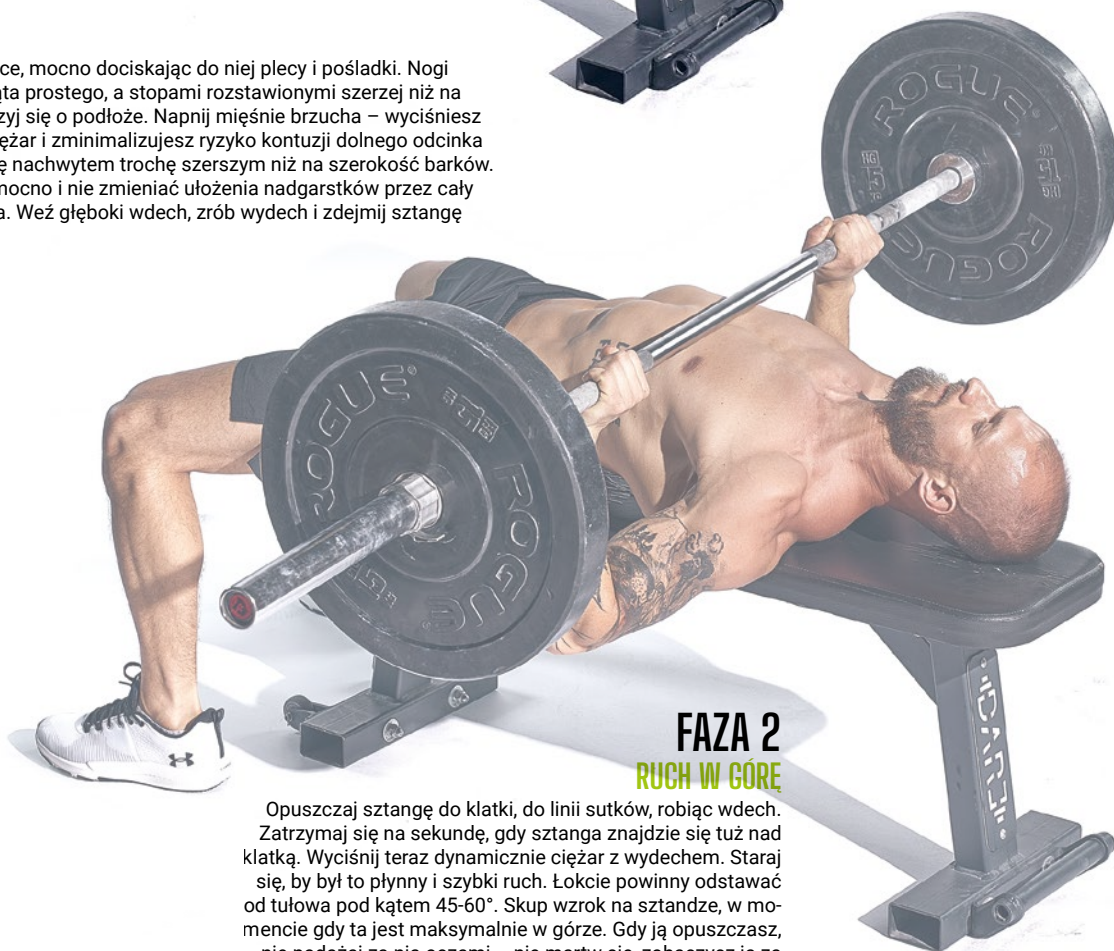 ce, mocno dociskając do niej plecy i pośladki. Nogi
ąta prostego, a stopami rozstawionymi szerzej niż na
zyj się o podłoże. Napnij mięśnie brzucha – wyciśniesz
ężar i zminimalizujesz ryzyko kontuzji dolnego odcinka
ę nachwytem trochę szerszym niż na szerokość barków.
mocno i nie zmieniać ułożenia nadgarstków przez cały
a. Weź głęboki wdech, zrób wydech i zdejmij sztangę
ROGUE
ROGUE
ROGUE
ROGUE
ROGUE
CARD
FAZA 2
RUCH W GÓRĘ
Opuszczaj sztangę do klatki, do linii sutków, robiąc wdech.
Zatrzymaj się na sekundę, gdy sztanga znajdzie się tuż nad
klatką. Wyciśnij teraz dynamicznie ciężar z wydechem. Staraj
się, by był to płynny i szybki ruch. Łokcie powinny odstawać
od tułowa pod kątem 45-60°. Skup wzrok na sztandze, w mo-
mencie gdy ta jest maksymalnie w górze. Gdy ją opuszczasz,